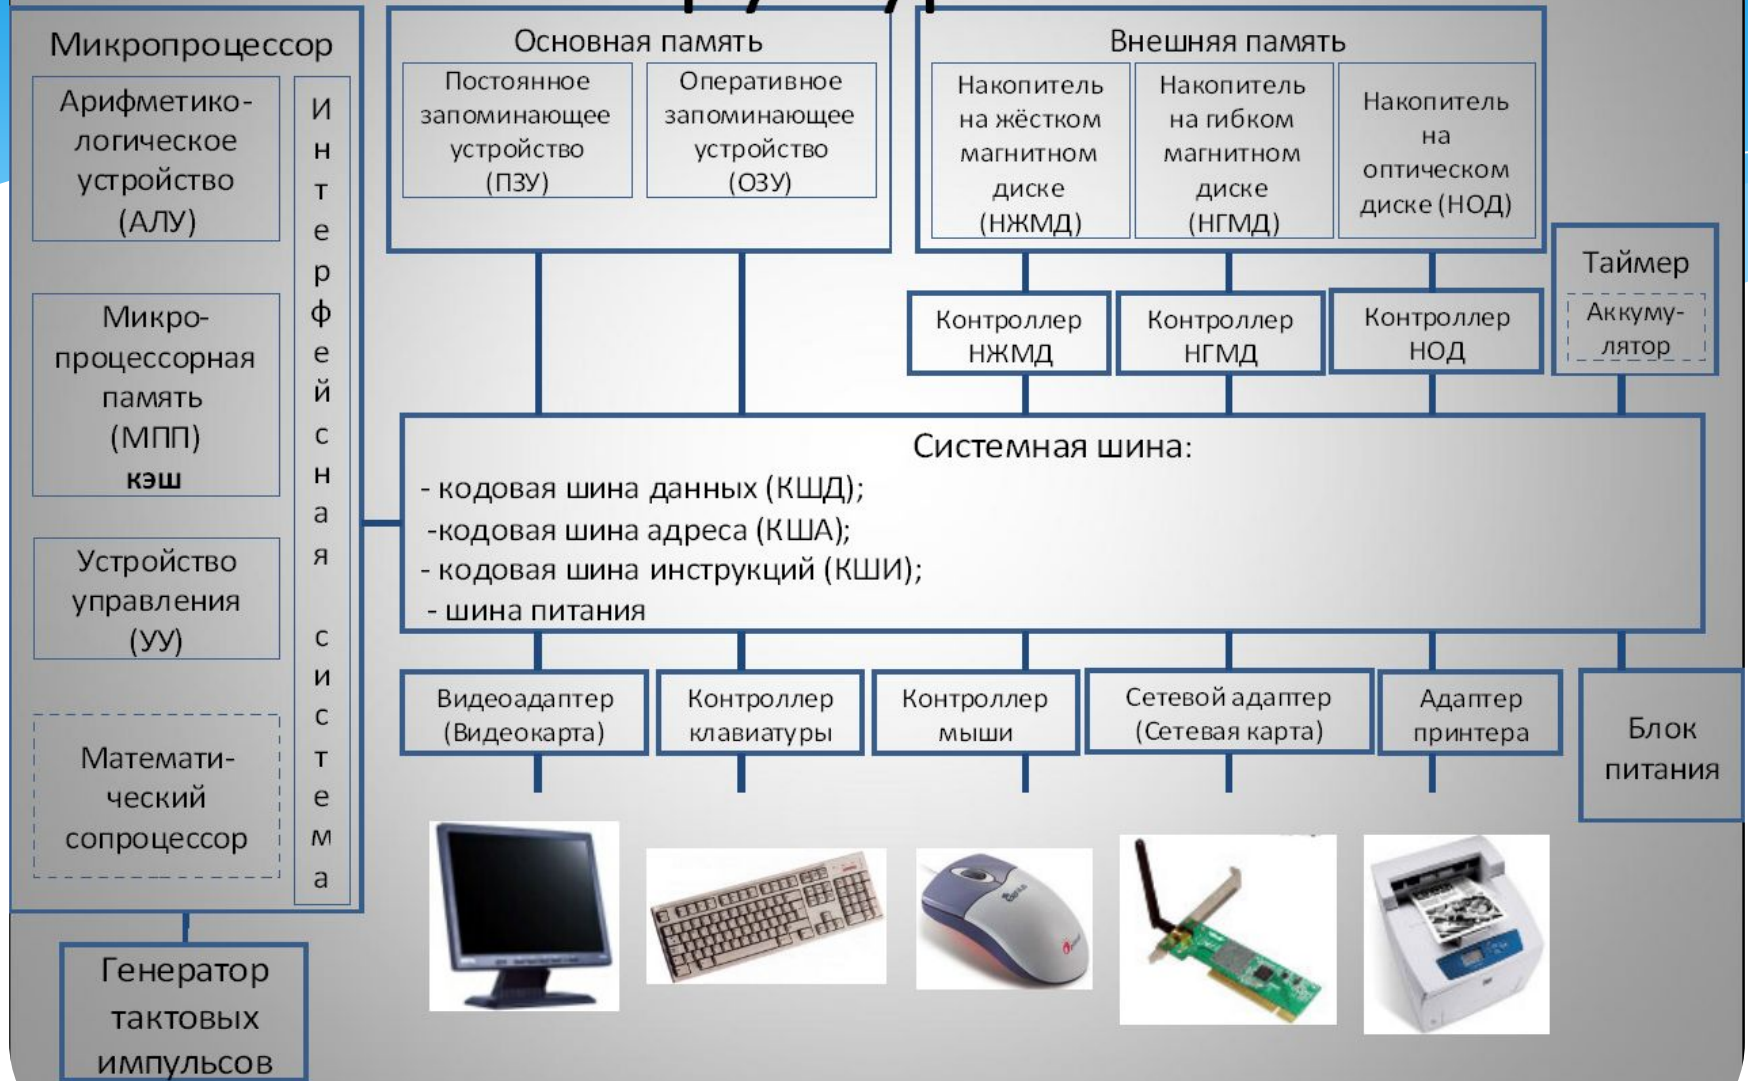 Микропроцессор
Арифметико-
логическое
устройство
(АЛУ)
Микро-
процессорная
память
(МПП)
кэш
Устройство
управления
(УУ)
Математи-
ческий
сопроцессор
Интерфейсная система
Генератор
тактовых
импульсов
Основная память
Постоянное
запоминающее
устройство
(ПЗУ)
Оперативное
запоминающее
устройство
(ОЗУ)
Внешняя память
Накопитель
на жёстком
магнитном
диске
(НЖМД)
Накопитель
на гибком
магнитном
диске
(НГМД)
Накопитель
на
оптическом
диске (НОД)
Контроллер
НЖМД
Контроллер
НГМД
Контроллер
НОД
Таймер
Аккуму-
лятор
Системная шина:
- кодовая шина данных (КШД);
-кодовая шина адреса (КША);
- кодовая шина инструкций (КШИ);
- шина питания
Видеоадаптер
(Видеокарта)
Контроллер
клавиатуры
Контроллер
мыши
Сетевой адаптер
(Сетевая карта)
Адаптер
принтера
Блок
питания